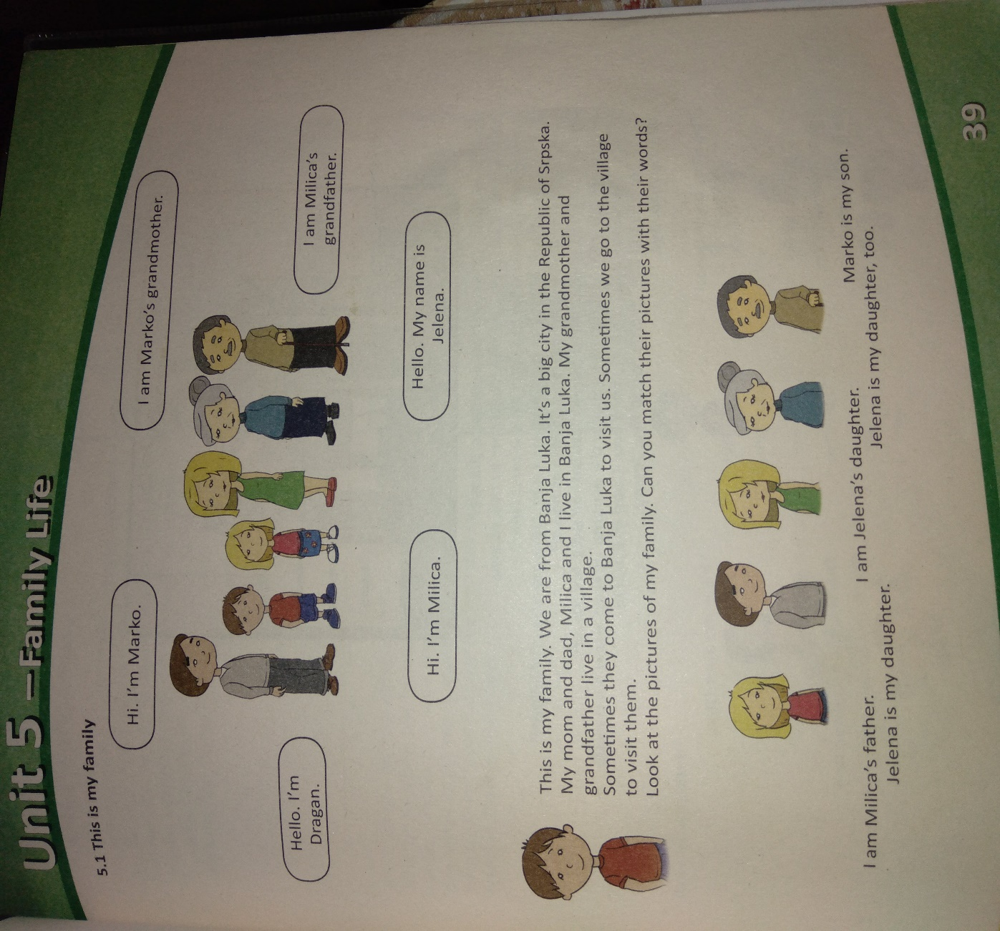 Unit 5 —Family Life
5.1 This is my family
Hi. I'm Marko.
I am Marko's grandmother.
Hello. I'm
Dragan.
I am Milica's
grandfather.
Hi. I'm Milica.
Hello. My name is
Jelena.
This is my family. We are from Banja Luka. It's a big city in the Republic of Srpska.
My mom and dad, Milica and I live in Banja Luka. My grandmother and
grandfather live in a village.
Sometimes they come to Banja Luka to visit us. Sometimes we go to the village
to visit them.
Look at the pictures of my family. Can you match their pictures with their words?
I am Milica's father.
I am Jelena's daughter.
Marko is my son.
Jelena is my daughter.
Jelena is my daughter, too.
39